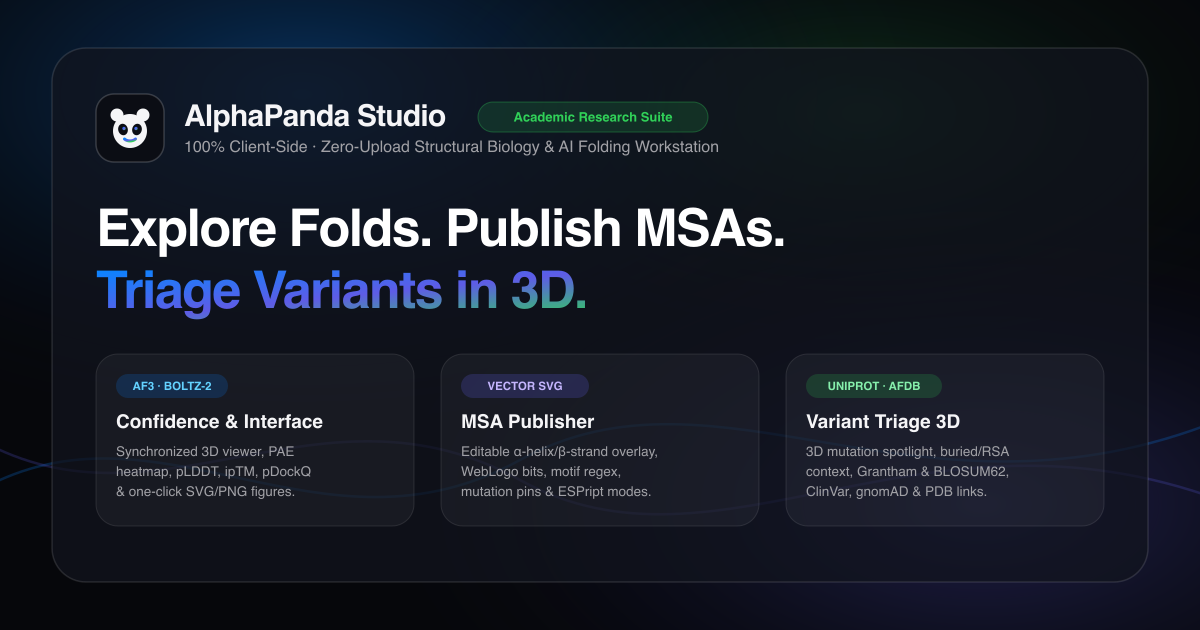 AlphaPanda Studio
Academic Research Suite
100% Client-Side · Zero-Upload Structural Biology & AI Folding Workstation
Explore Folds. Publish MSAs.
Triage Variants in 3D.
AF3 · BOLTZ-2
Confidence & Interface
Synchronized 3D viewer, PAE
heatmap, pLDDT, ipTM, pDockQ
& one-click SVG/PNG figures.
VECTOR SVG
MSA Publisher
Editable α-helix/β-strand overlay,
WebLogo bits, motif regex,
mutation pins & ESPript modes.
UNIPROT · AFDB
Variant Triage 3D
3D mutation spotlight, buried/RSA
context, Grantham & BLOSUM62,
ClinVar, gnomAD & PDB links.